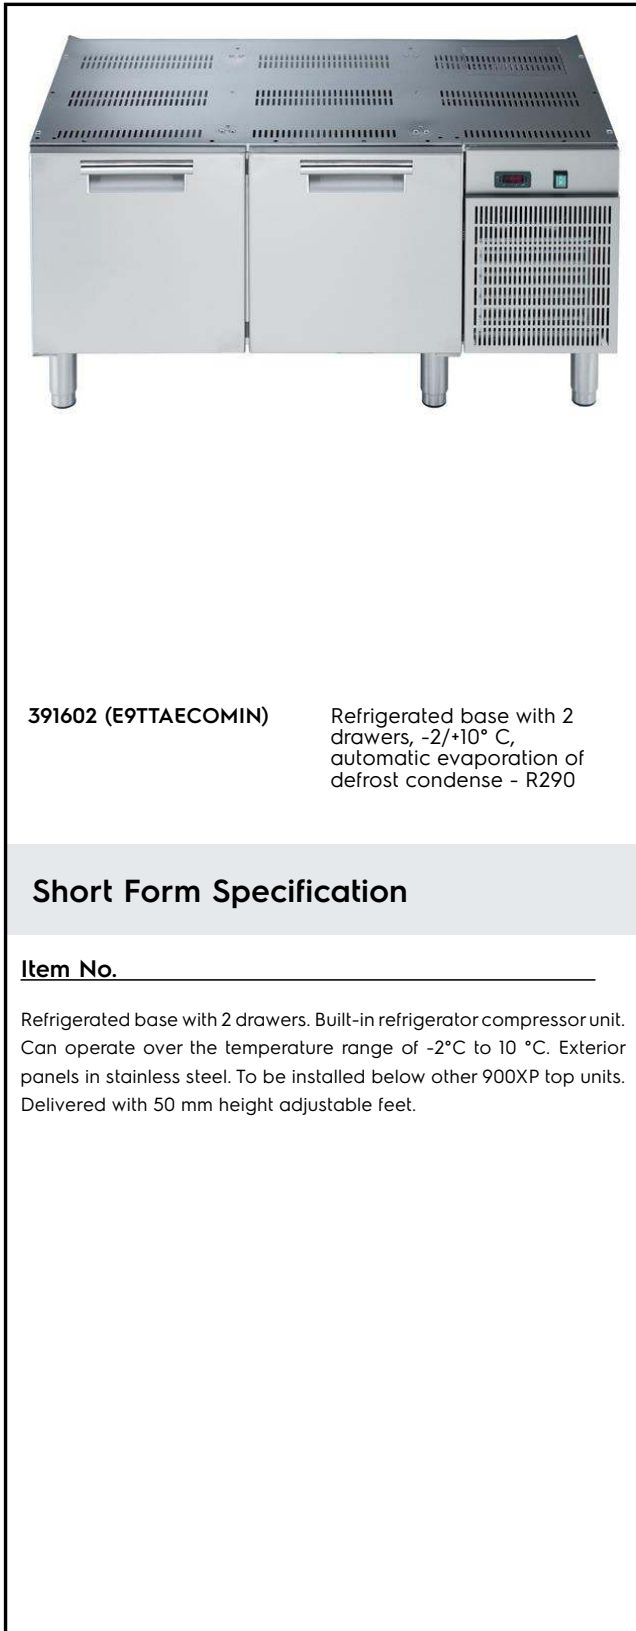 391602 (E9TTAECOMIN)
Refrigerated base with 2
drawers, -2/+10° C,
automatic evaporation of
defrost condense - R290
Short Form Specification
Item No.
Refrigerated base with 2 drawers. Built-in refrigerator compressor unit.
Can operate over the temperature range of -2°C to 10 °C. Exterior
panels in stainless steel. To be installed below other 900XP top units.
Delivered with 50 mm height adjustable feet.